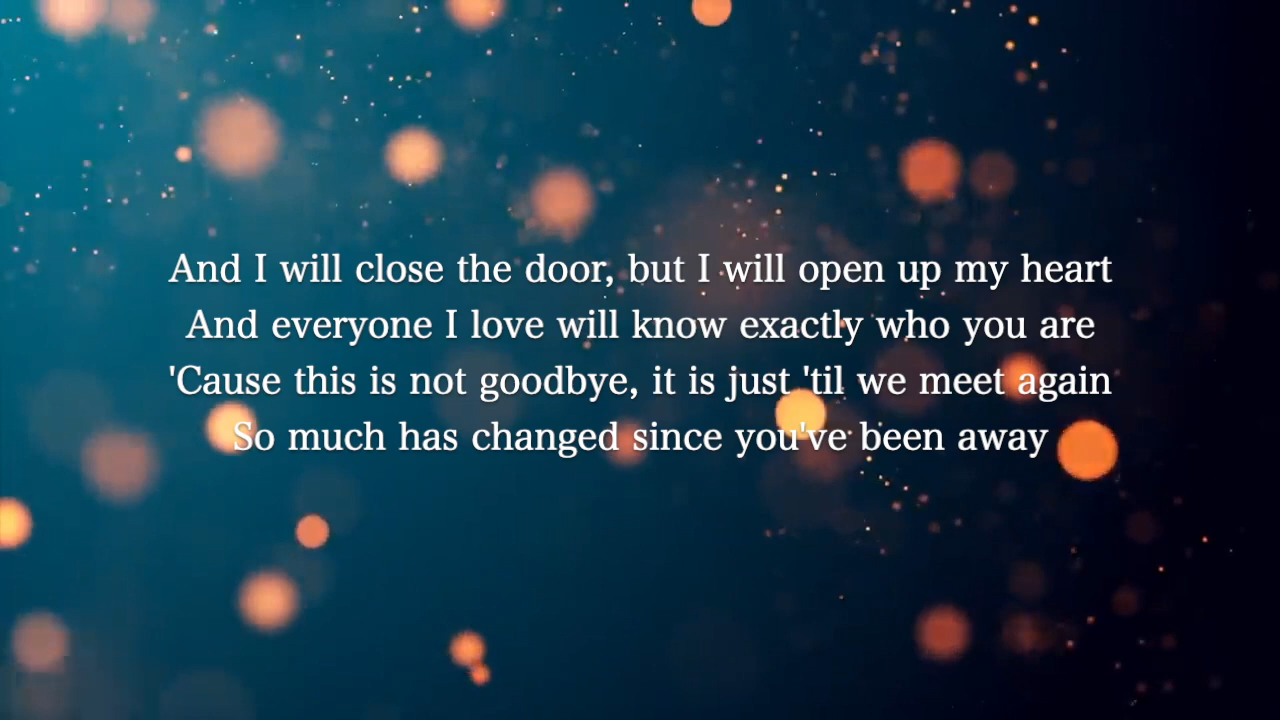 And I will close the door, but I will open up my heart
And everyone I love will know exactly who you are
'Cause this is not goodbye, it is just 'til we meet again
So much has changed since you've been away